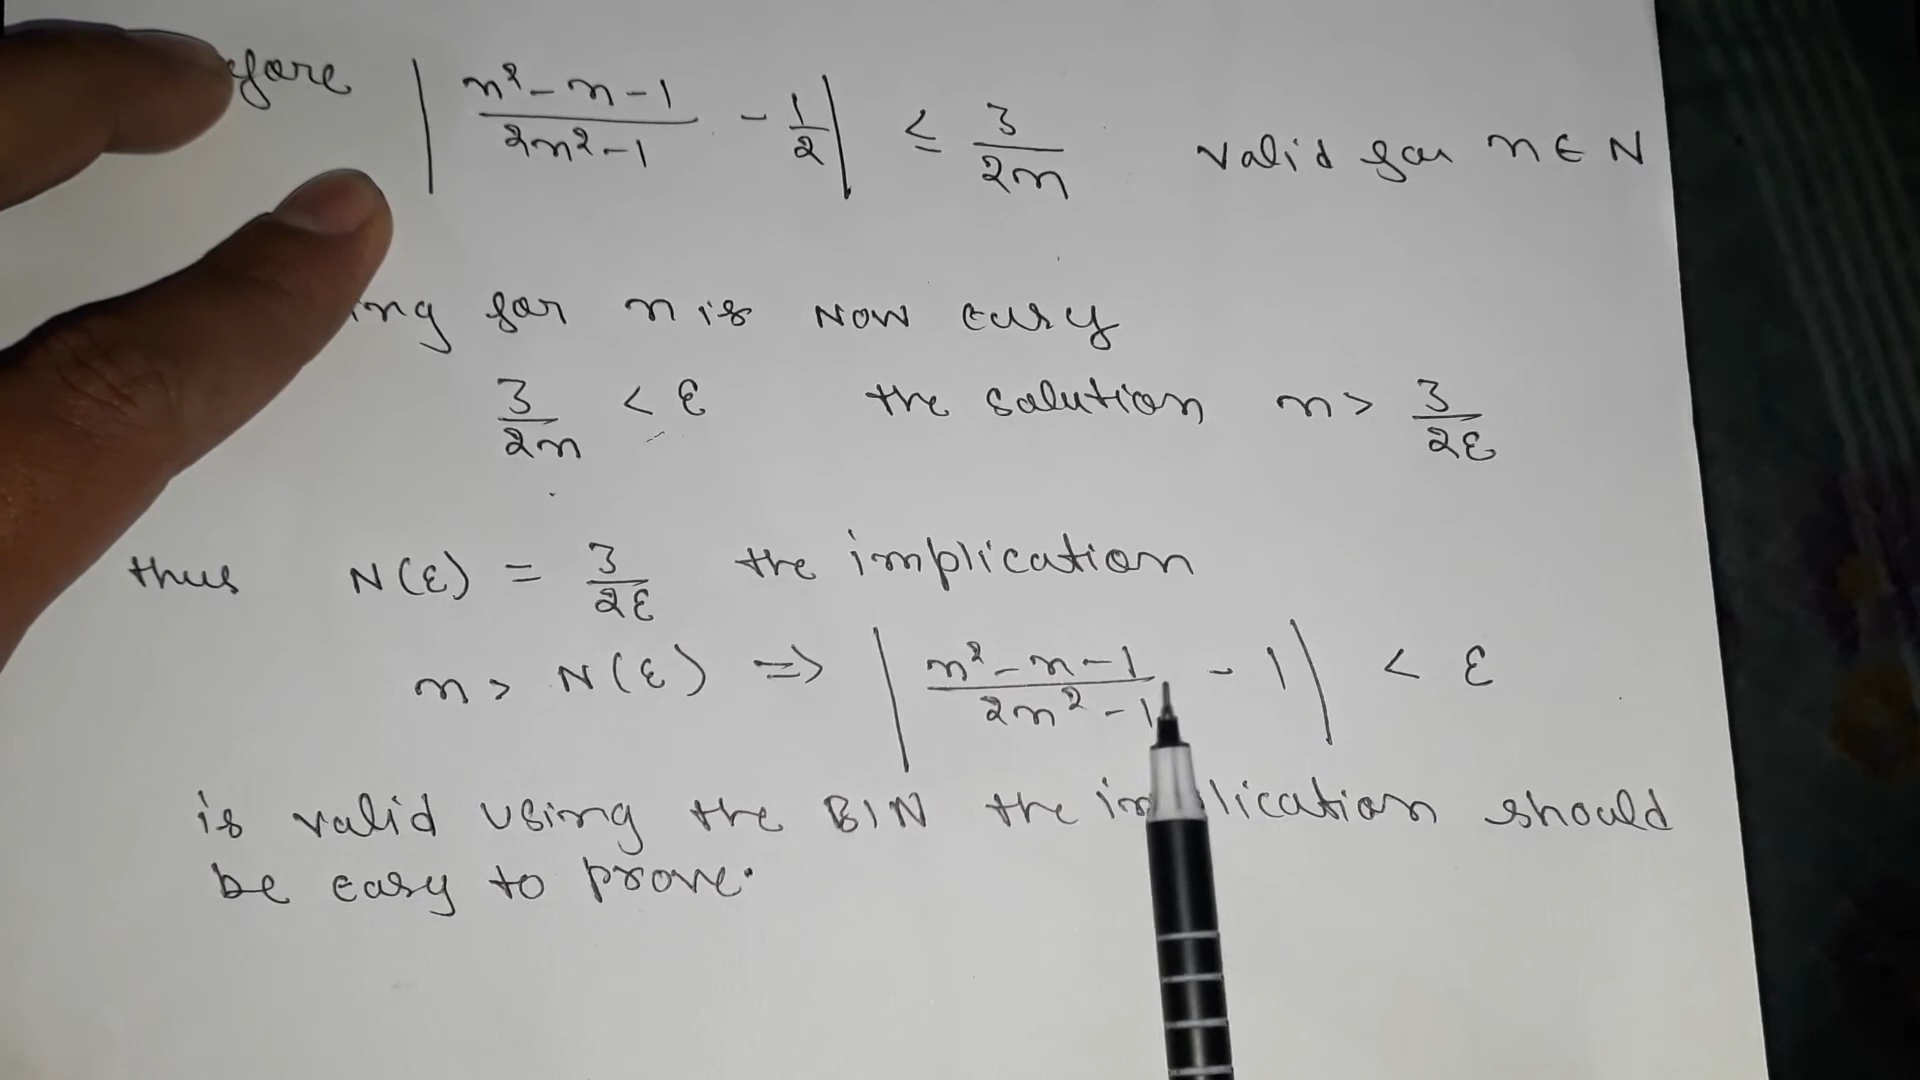 | n² - n - 1 / 2n² - 1 - 1/2 | ≤ 3/2n valid for n ∈ N
for n is now easy
3/2n < ε the solution n > 3/2ε
thus N(ε) = 3/2ε the implication
n > N(ε) => | n² - n - 1 / 2n² - 1 - 1 | < ε
is valid using the BIN the implication should
be easy to prove.